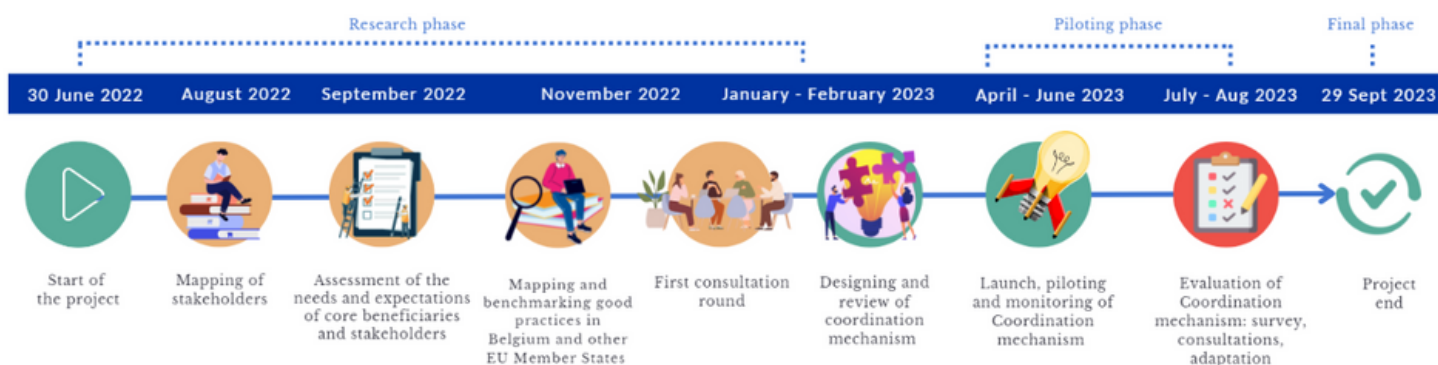 Research phase
Piloting phase
Final phase
30 June 2022
August 2022
September 2022
November 2022
January - February 2023
April - June 2023
July - Aug 2023
29 Sept 2023
Start of
the project
Mapping of
stakeholders
Assessment of the
needs and expectations
of core beneficiaries
and stakeholders
Mapping and
benchmarking good
practices in
Belgium and other
EU Member States
First consultation
round
Designing and
review of
coordination
mechanism
Launch, piloting
and monitoring of
Coordination
mechanism
Evaluation of
Coordination
mechanism: survey,
consultations,
adaptation
Project
end